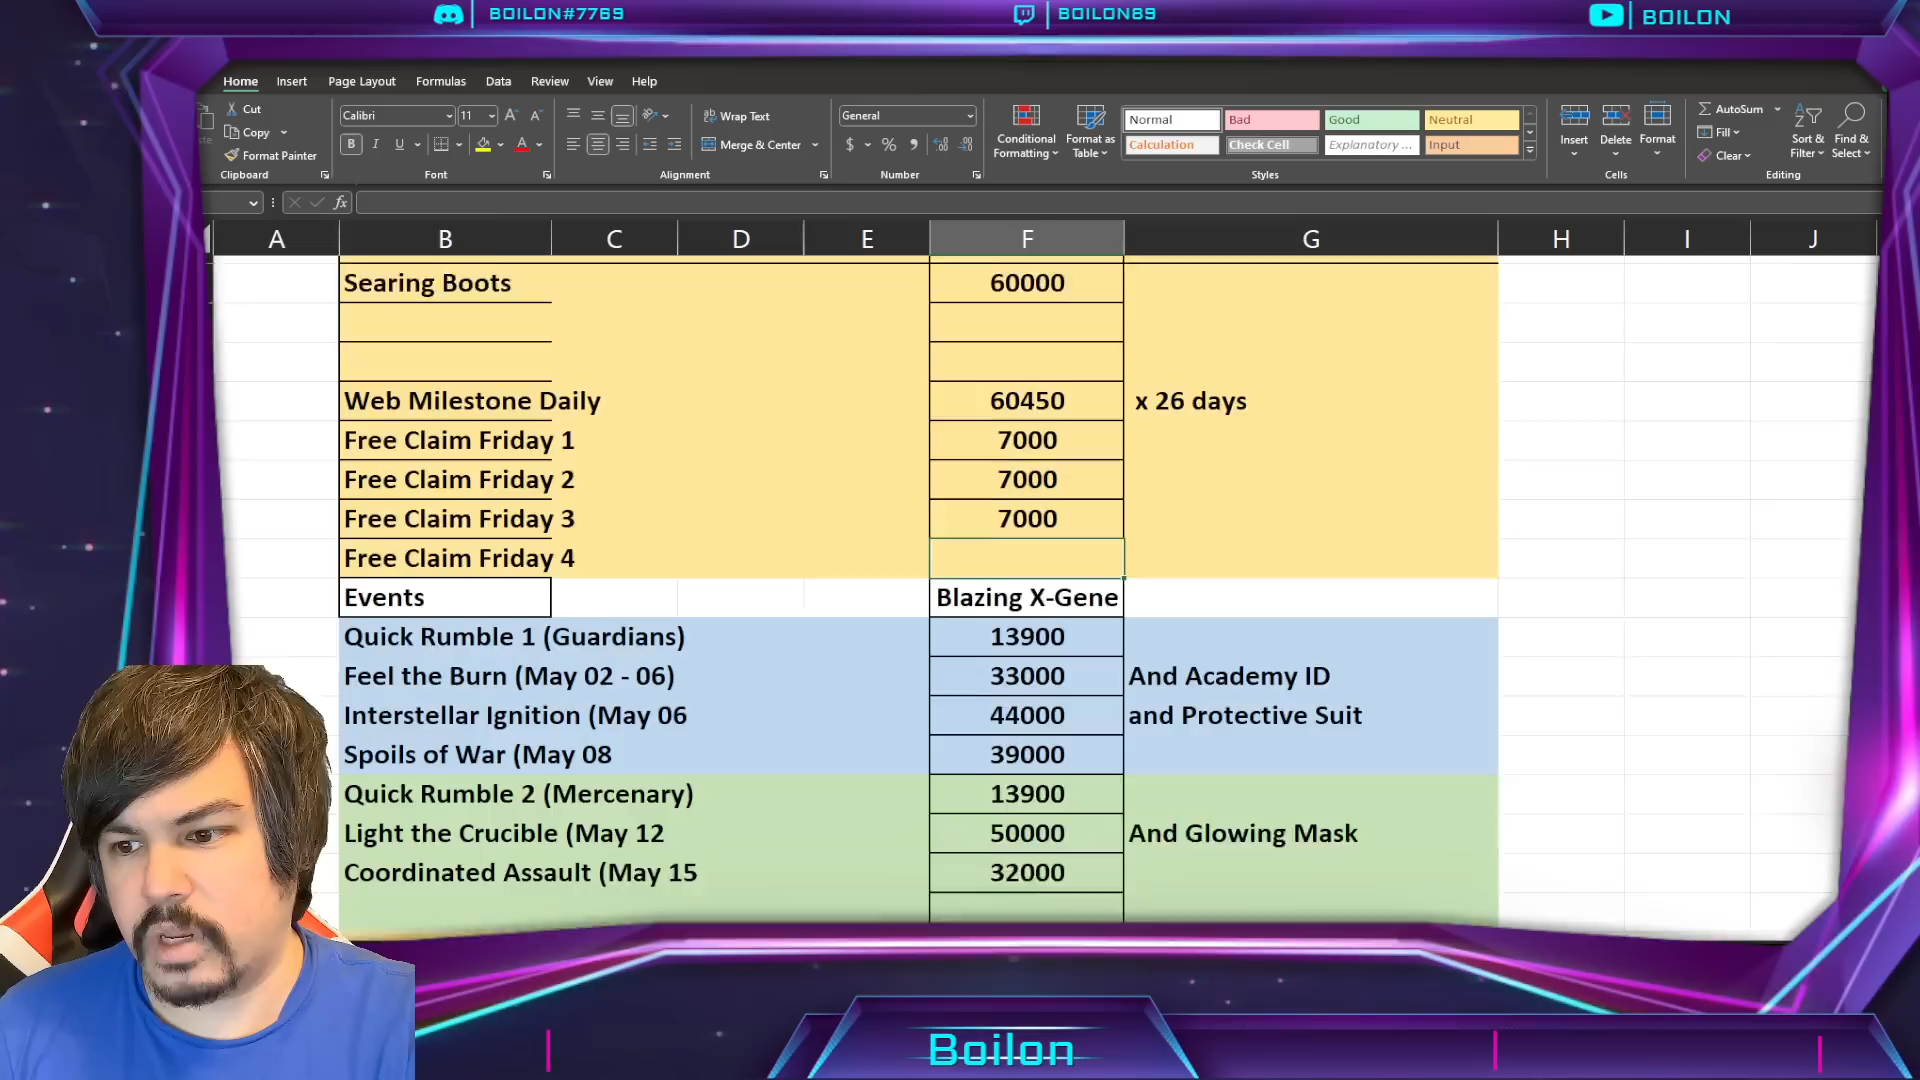 BOILON#7769
BOILON89
BOILON
Home Insert Page Layout Formulas Data Review View Help
Cut
Copy
Format Painter
Clipboard
Calibri 11
B I U
Font
Wrap Text
Merge & Center
Alignment
General
$ %
Number
Conditional Formatting
Format as Table
Normal Bad Good Neutral
Calculation Check Cell Explanatory ... Input
Styles
Insert Delete Format
Cells
AutoSum
Fill
Clear
Sort & Filter
Find & Select
Editing
fx
A B C D E F G H I J
Searing Boots 60000
Web Milestone Daily 60450 x 26 days
Free Claim Friday 1 7000
Free Claim Friday 2 7000
Free Claim Friday 3 7000
Free Claim Friday 4
Events Blazing X-Gene
Quick Rumble 1 (Guardians) 13900
Feel the Burn (May 02 - 06) 33000 And Academy ID
Interstellar Ignition (May 06 44000 and Protective Suit
Spoils of War (May 08 39000
Quick Rumble 2 (Mercenary) 13900
Light the Crucible (May 12 50000 And Glowing Mask
Coordinated Assault (May 15 32000
Boilon